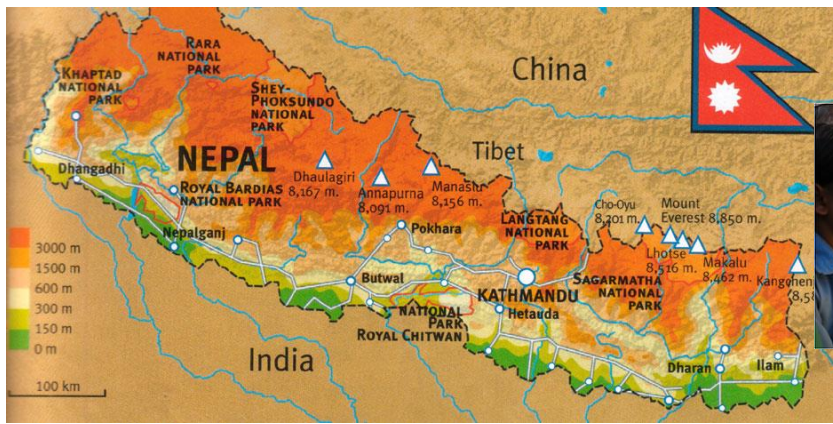 RARA
NATIONAL
PARK
KHAPTAD
NATIONAL
PARK
SHEY-
PHOKSUNDO
NATIONAL
PARK
China
NEPAL
Tibet
Dhangadhi
Dhaulagiri
8,167 m.
Annapurna
8,091 m.
Manaslu
8,156 m.
ROYAL BARDIAS
NATIONAL PARK
Cho-Oyu
8,201 m.
Mount
Everest 8,850 m.
LANGTANG
NATIONAL
PARK
Nepalganj
Pokhara
Lhotse
8,516 m.
Makalu
8,462 m.
3000 m
1500 m
600 m
300 m
150 m
0 m
Butwal
KATHMANDU
SAGARMATHA
NATIONAL
PARK
Hetauda
NATIONAL
PARK
ROYAL CHITWAN
India
Dharan
Ilam
100 km